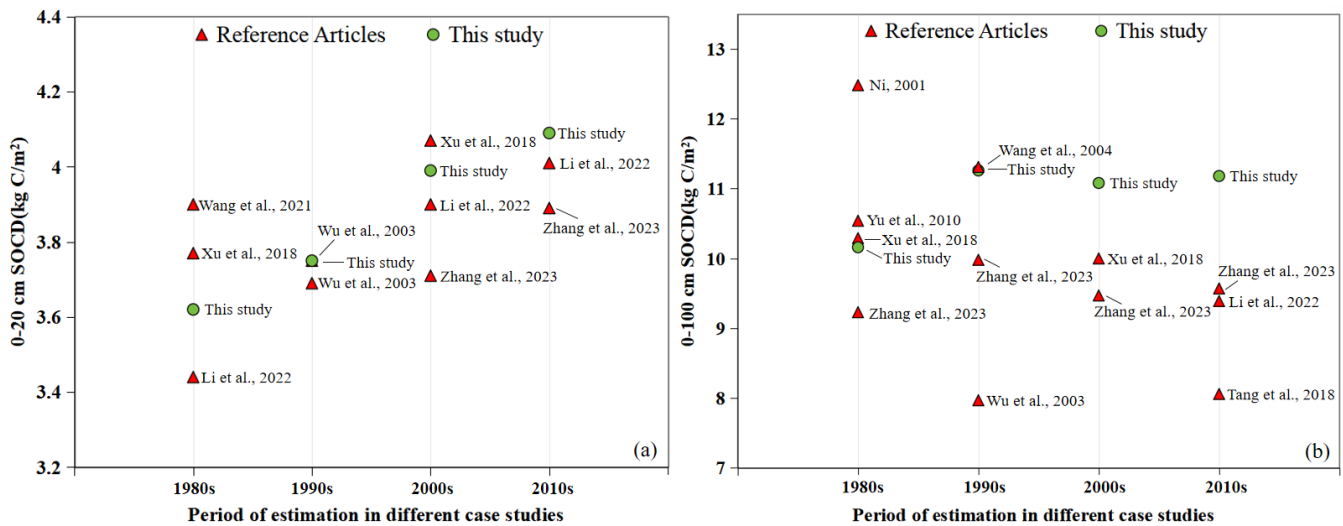 4.4
4.2
4
3.8
3.6
3.4
3.2
0-20 cm SOCD(kg C/m²)
Reference Articles
This study
Wang et al., 2021
Xu et al., 2018
This study
Li et al., 2022
Wu et al., 2003
This study
Wu et al., 2003
Xu et al., 2018
This study
Li et al., 2022
Zhang et al., 2023
This study
Li et al., 2022
Zhang et al., 2023
(a)
1980s 1990s 2000s 2010s
Period of estimation in different case studies
13
12
11
10
9
8
7
0-100 cm SOCD(kg C/m²)
Reference Articles
This study
Ni, 2001
Yu et al., 2010
Xu et al., 2018
This study
Zhang et al., 2023
Wang et al., 2004
This study
Zhang et al., 2023
Wu et al., 2003
This study
Xu et al., 2018
Zhang et al., 2023
This study
Zhang et al., 2023
Li et al., 2022
Tang et al., 2018
(b)
1980s 1990s 2000s 2010s
Period of estimation in different case studies